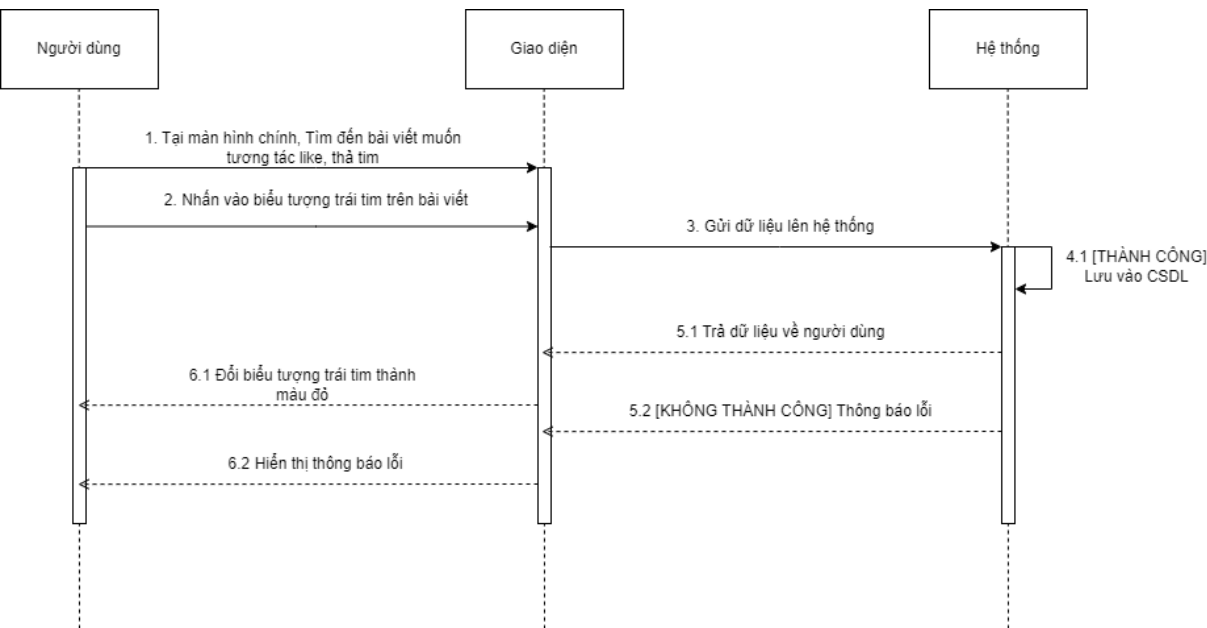 Người dùng
Giao diện
Hệ thống
1. Tại màn hình chính, Tìm đến bài viết muốn
tương tác like, thả tim
2. Nhấn vào biểu tượng trái tim trên bài viết
3. Gửi dữ liệu lên hệ thống
4.1 [THÀNH CÔNG]
Lưu vào CSDL
5.1 Trả dữ liệu về người dùng
6.1 Đổi biểu tượng trái tim thành
màu đỏ
5.2 [KHÔNG THÀNH CÔNG] Thông báo lỗi
6.2 Hiển thị thông báo lỗi